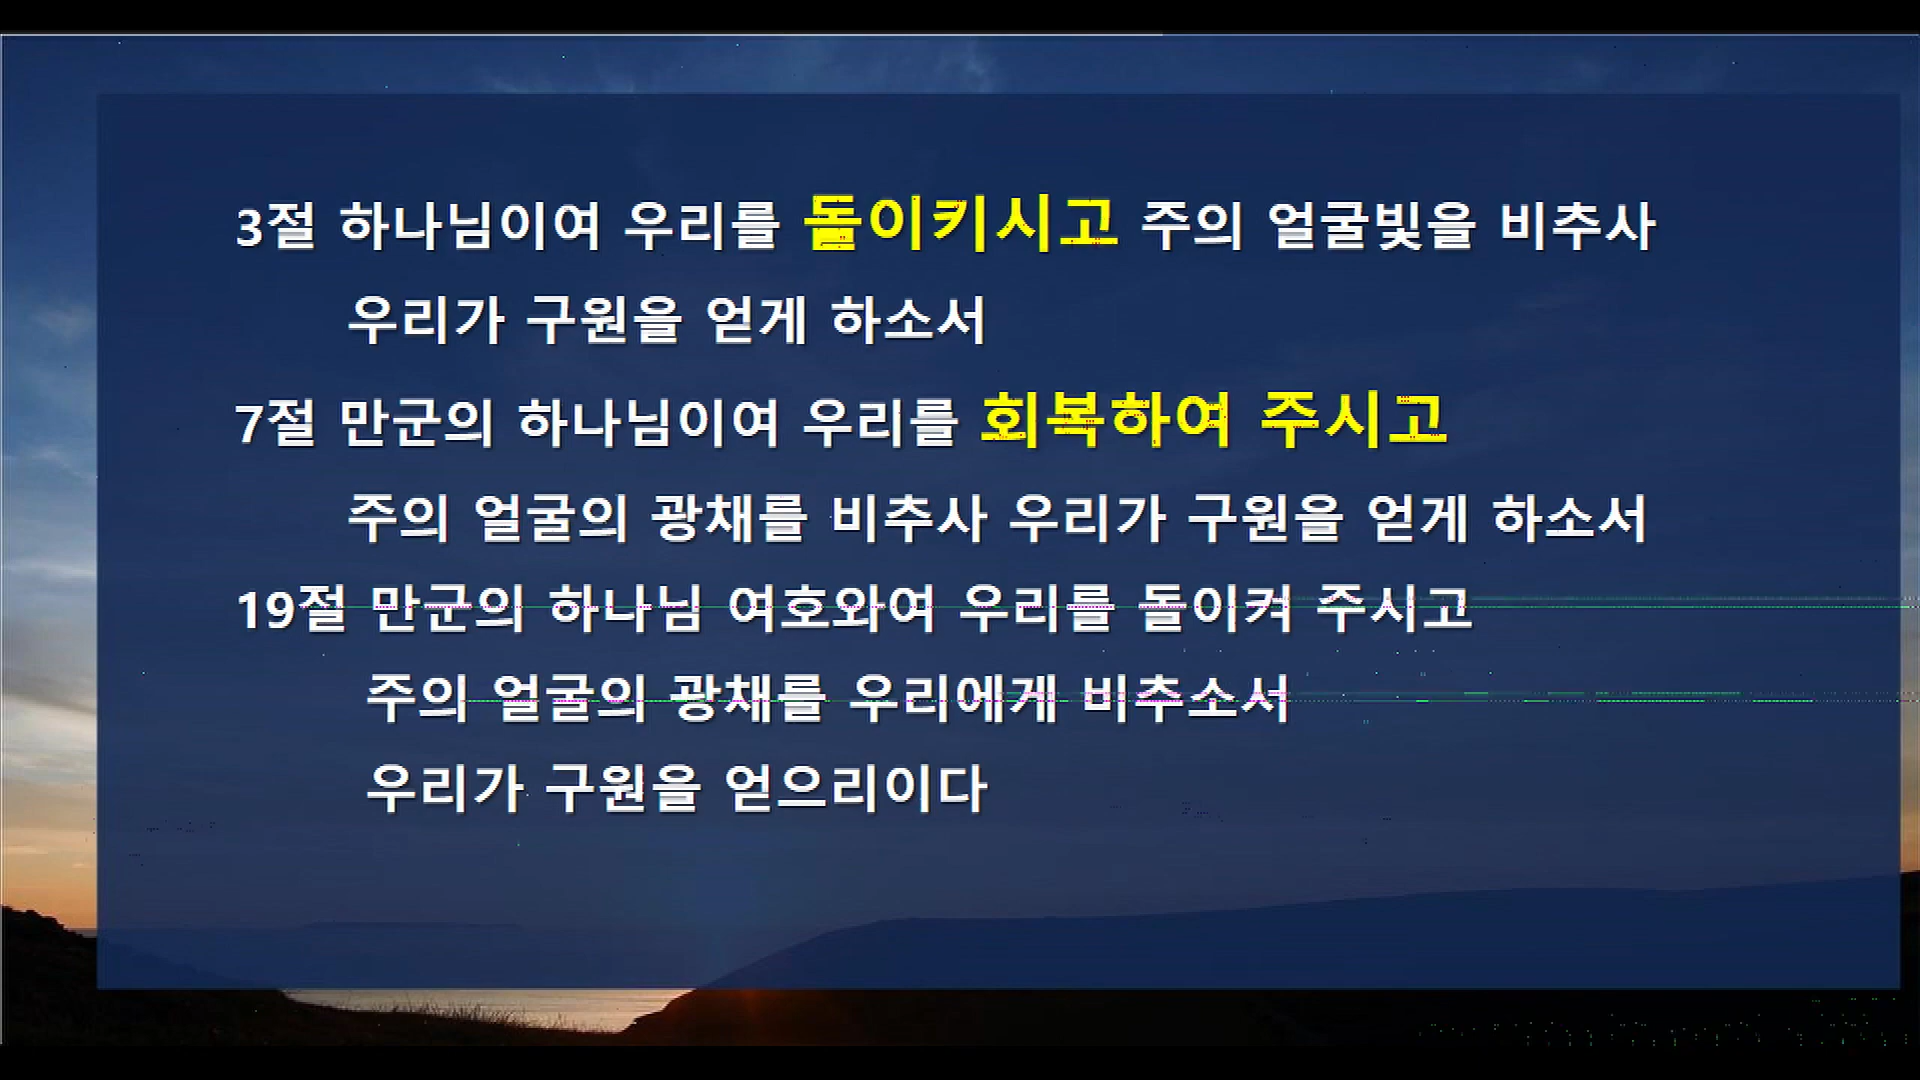 3절 하나님이여 우리를 돌이키시고 주의 얼굴빛을 비추사
우리가 구원을 얻게 하소서
7절 만군의 하나님이여 우리를 회복하여 주시고
주의 얼굴의 광채를 비추사 우리가 구원을 얻게 하소서
19절 만군의 하나님 여호와여 우리를 돌이켜 주시고
주의 얼굴의 광채를 우리에게 비추소서
우리가 구원을 얻으리이다